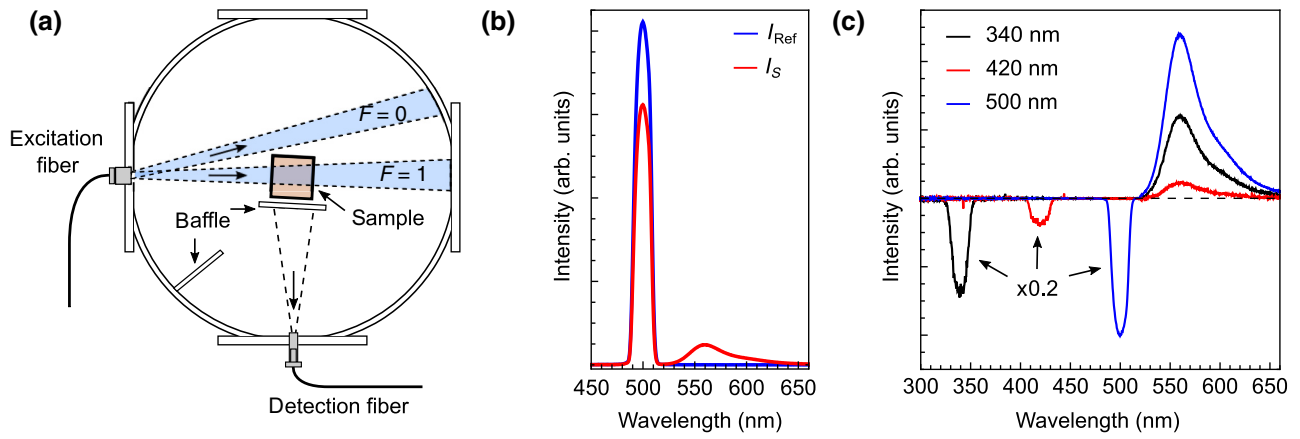 (a)
F = 0
F = 1
Excitation
fiber
Baffle
Sample
Detection fiber
(b)
I_Ref
I_S
Intensity (arb. units)
450 500 550 600 650
Wavelength (nm)
(c)
340 nm
420 nm
500 nm
x0.2
Intensity (arb. units)
300 350 400 450 500 550 600 650
Wavelength (nm)